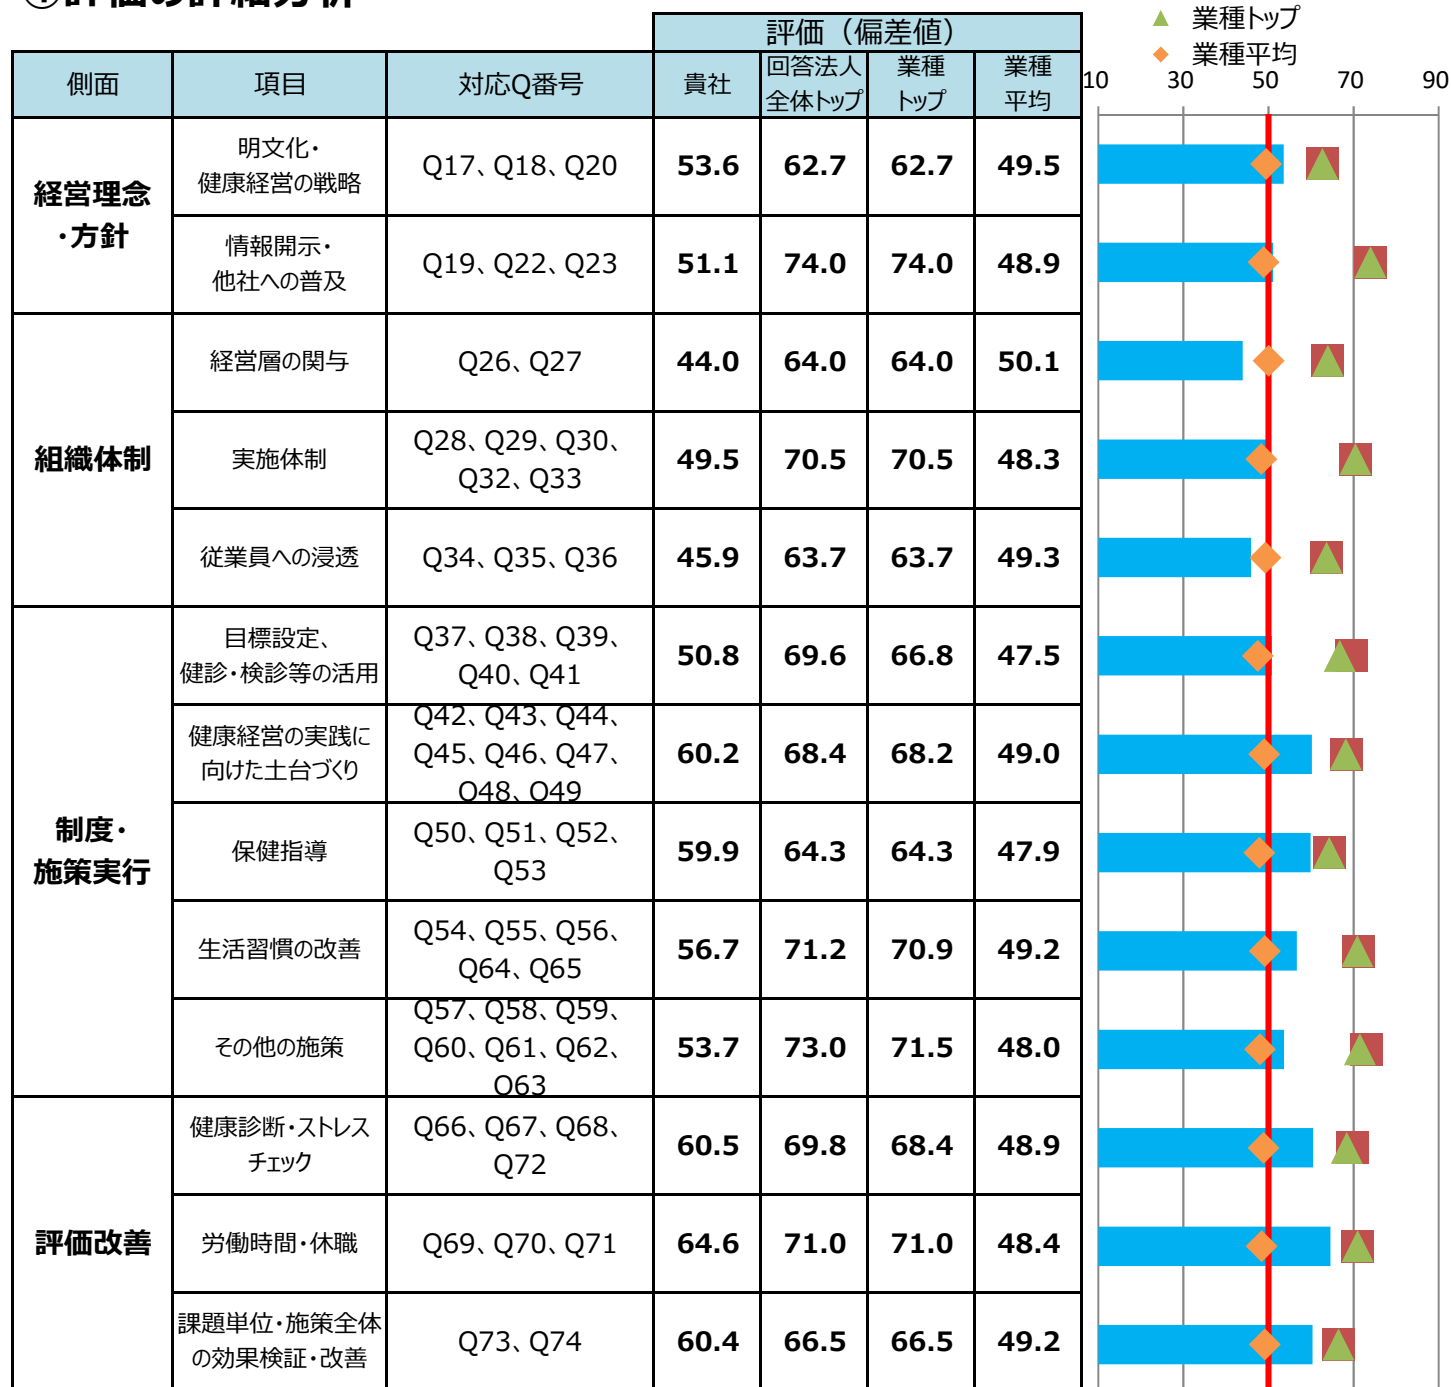 ④評価の詳細分析
評価（偏差値）
側面 項目 対応Q番号 貴社 回答法人全体トップ 業種トップ 業種平均
▲ 業種トップ
◆ 業種平均
10 30 50 70 90
経営理念・方針
明文化・健康経営の戦略 Q17、Q18、Q20 53.6 62.7 62.7 49.5
情報開示・他社への普及 Q19、Q22、Q23 51.1 74.0 74.0 48.9
組織体制
経営層の関与 Q26、Q27 44.0 64.0 64.0 50.1
実施体制 Q28、Q29、Q30、Q32、Q33 49.5 70.5 70.5 48.3
従業員への浸透 Q34、Q35、Q36 45.9 63.7 63.7 49.3
制度・施策実行
目標設定、健診・検診等の活用 Q37、Q38、Q39、Q40、Q41 50.8 69.6 66.8 47.5
健康経営の実践に向けた土台づくり Q42、Q43、Q44、Q45、Q46、Q47、Q48、Q49 60.2 68.4 68.2 49.0
保健指導 Q50、Q51、Q52、Q53 59.9 64.3 64.3 47.9
生活習慣の改善 Q54、Q55、Q56、Q64、Q65 56.7 71.2 70.9 49.2
その他の施策 Q57、Q58、Q59、Q60、Q61、Q62、Q63 53.7 73.0 71.5 48.0
評価改善
健康診断・ストレスチェック Q66、Q67、Q68、Q72 60.5 69.8 68.4 48.9
労働時間・休職 Q69、Q70、Q71 64.6 71.0 71.0 48.4
課題単位・施策全体の効果検証・改善 Q73、Q74 60.4 66.5 66.5 49.2